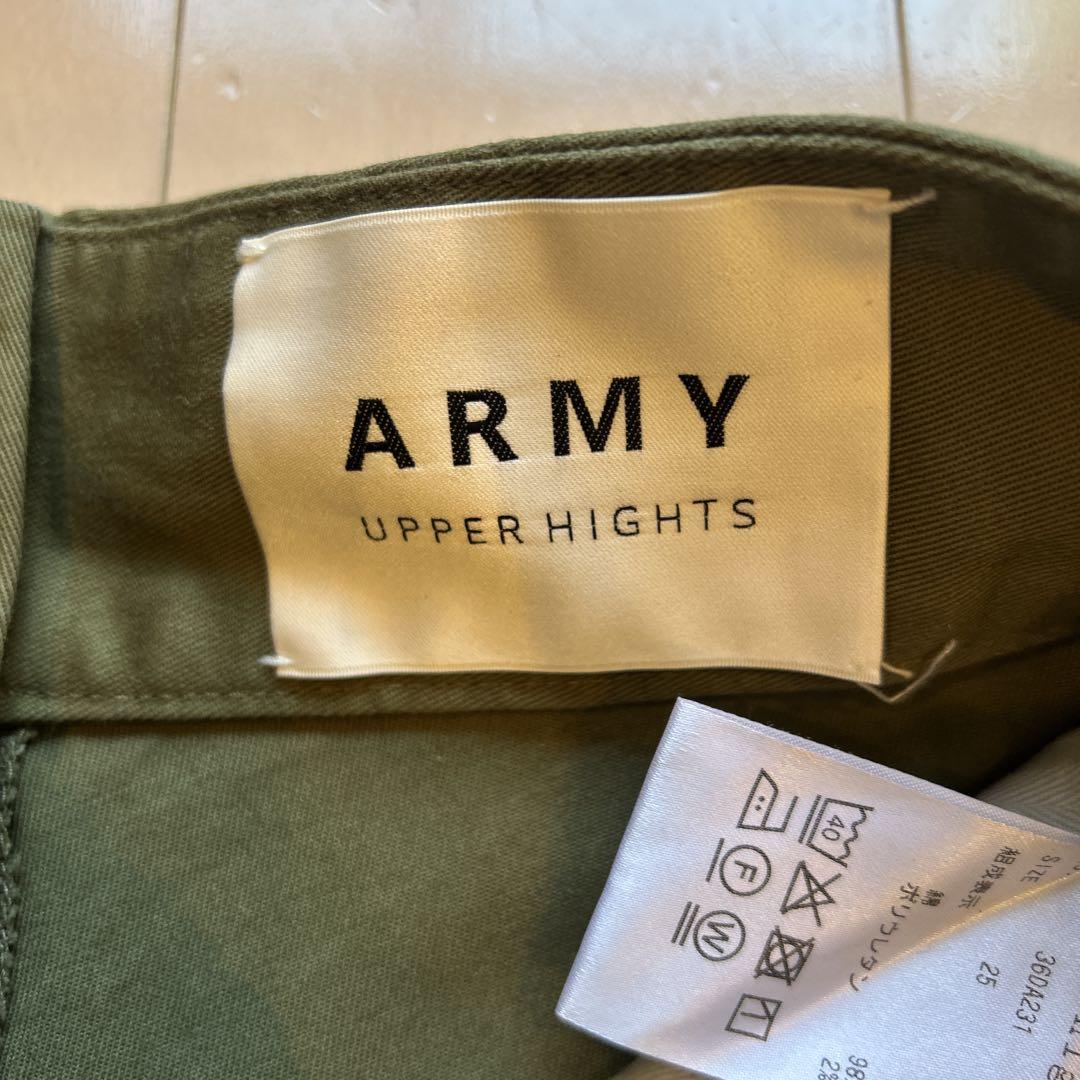 ARMY
UPPER HIGHTS
360A231
SIZE 25
組成表示
綿 98
ポリウレタン 2%
40
F
W